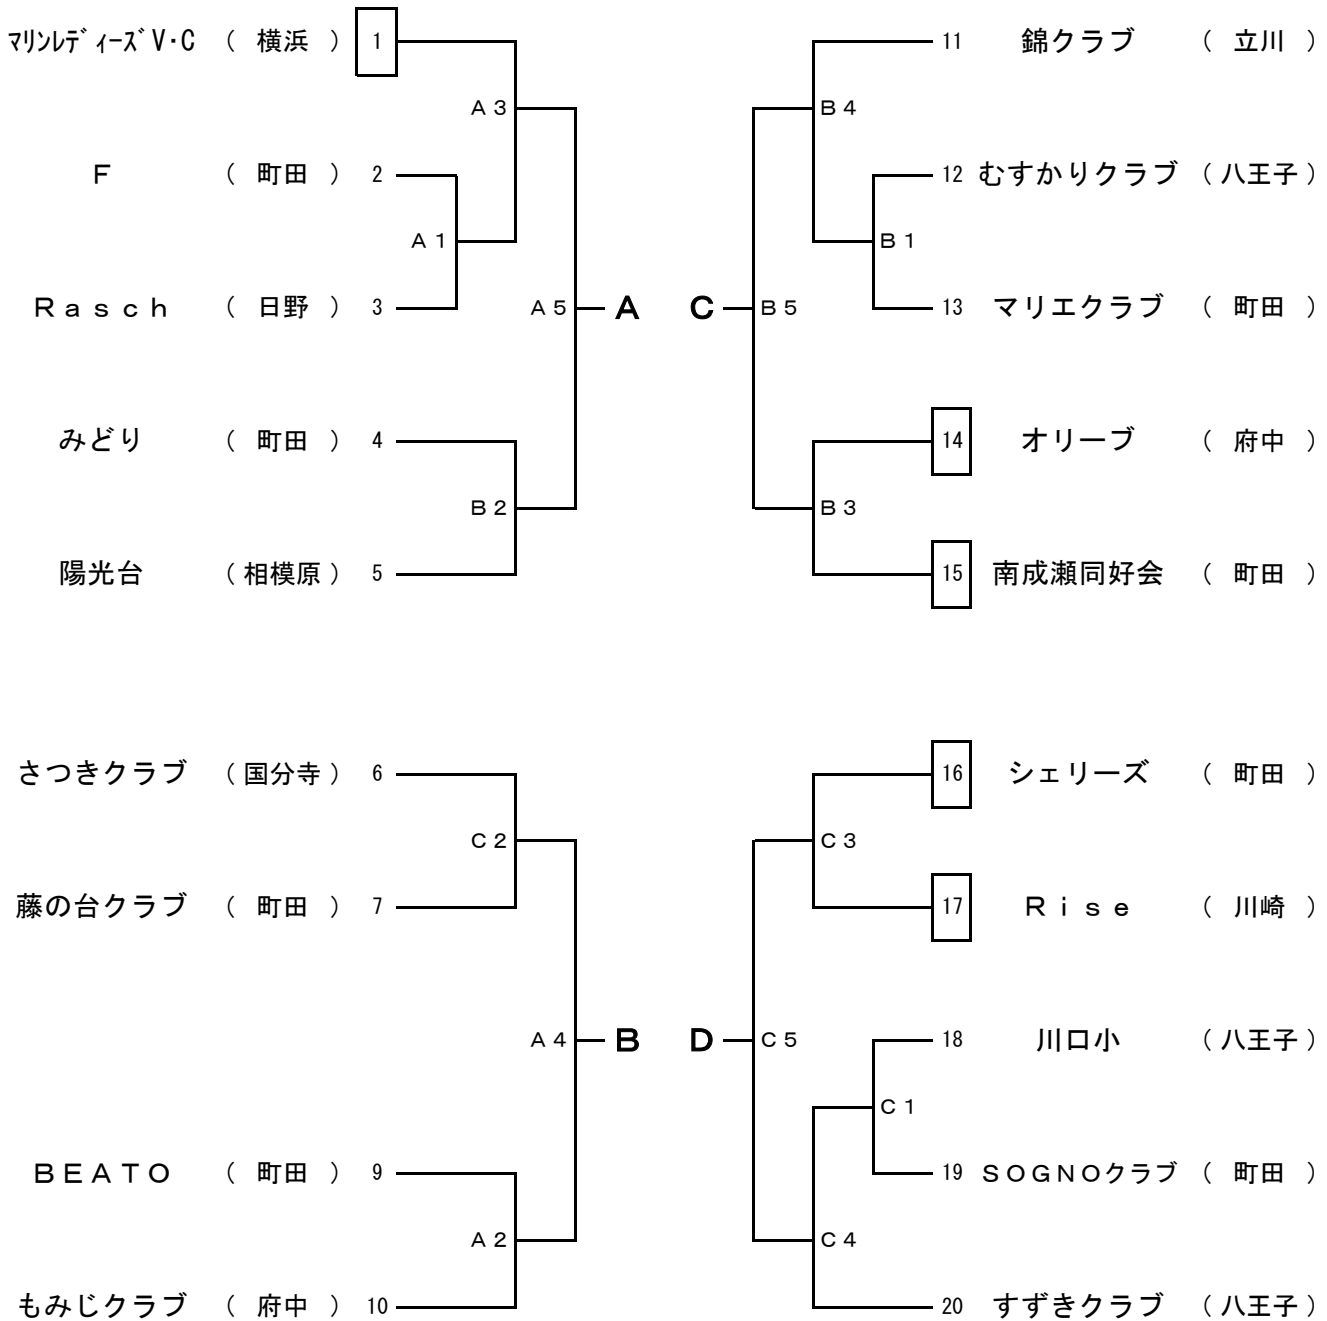 マリンレディーズV・C （ 横浜 ） 1
A3
F （ 町田 ） 2
A1
Rasch （ 日野 ） 3
A5 A
みどり （ 町田 ） 4
B2
陽光台 （ 相模原 ） 5
さつきクラブ （ 国分寺 ） 6
C2
藤の台クラブ （ 町田 ） 7
A4 B
BEATO （ 町田 ） 9
A2
もみじクラブ （ 府中 ） 10
11 錦クラブ （ 立川 ）
B4
12 むすかりクラブ （ 八王子 ）
B1
13 マリエクラブ （ 町田 ）
C B5
14 オリーブ （ 府中 ）
B3
15 南成瀬同好会 （ 町田 ）
16 シェリーズ （ 町田 ）
C3
17 Rise （ 川崎 ）
D C5
18 川口小 （ 八王子 ）
C1
19 SOGNOクラブ （ 町田 ）
C4
20 すずきクラブ （ 八王子 ）